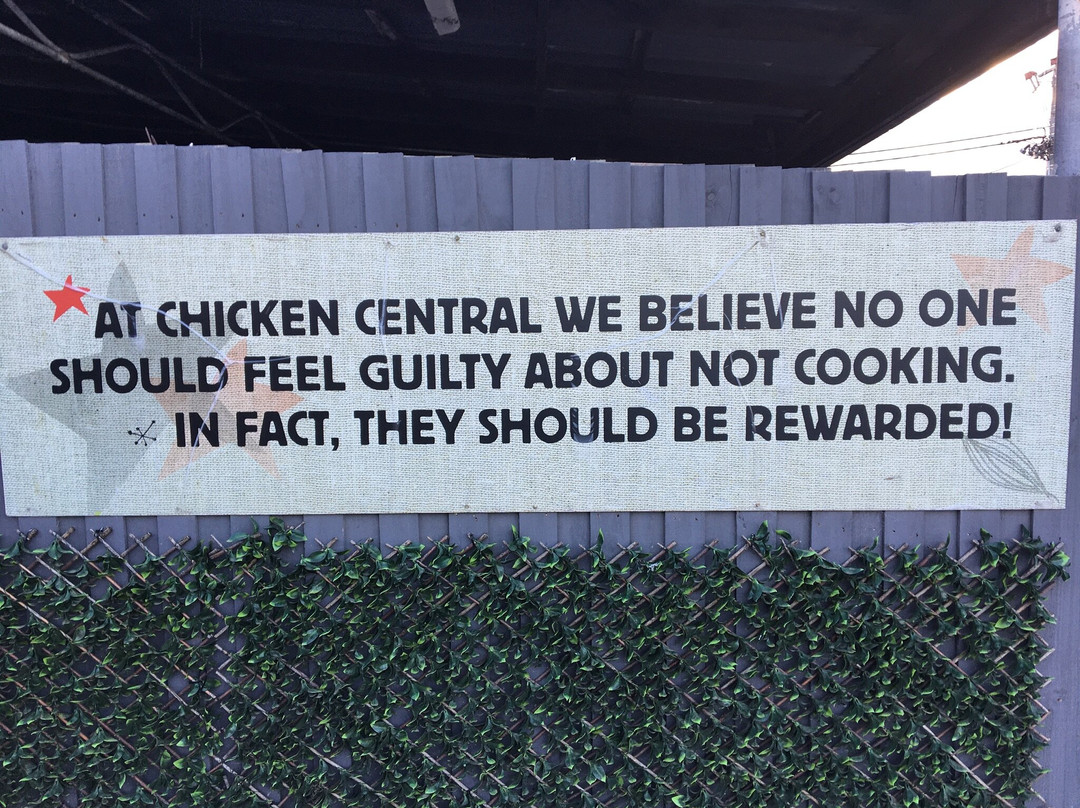 AT CHICKEN CENTRAL WE BELIEVE NO ONE
SHOULD FEEL GUILTY ABOUT NOT COOKING.
IN FACT, THEY SHOULD BE REWARDED!